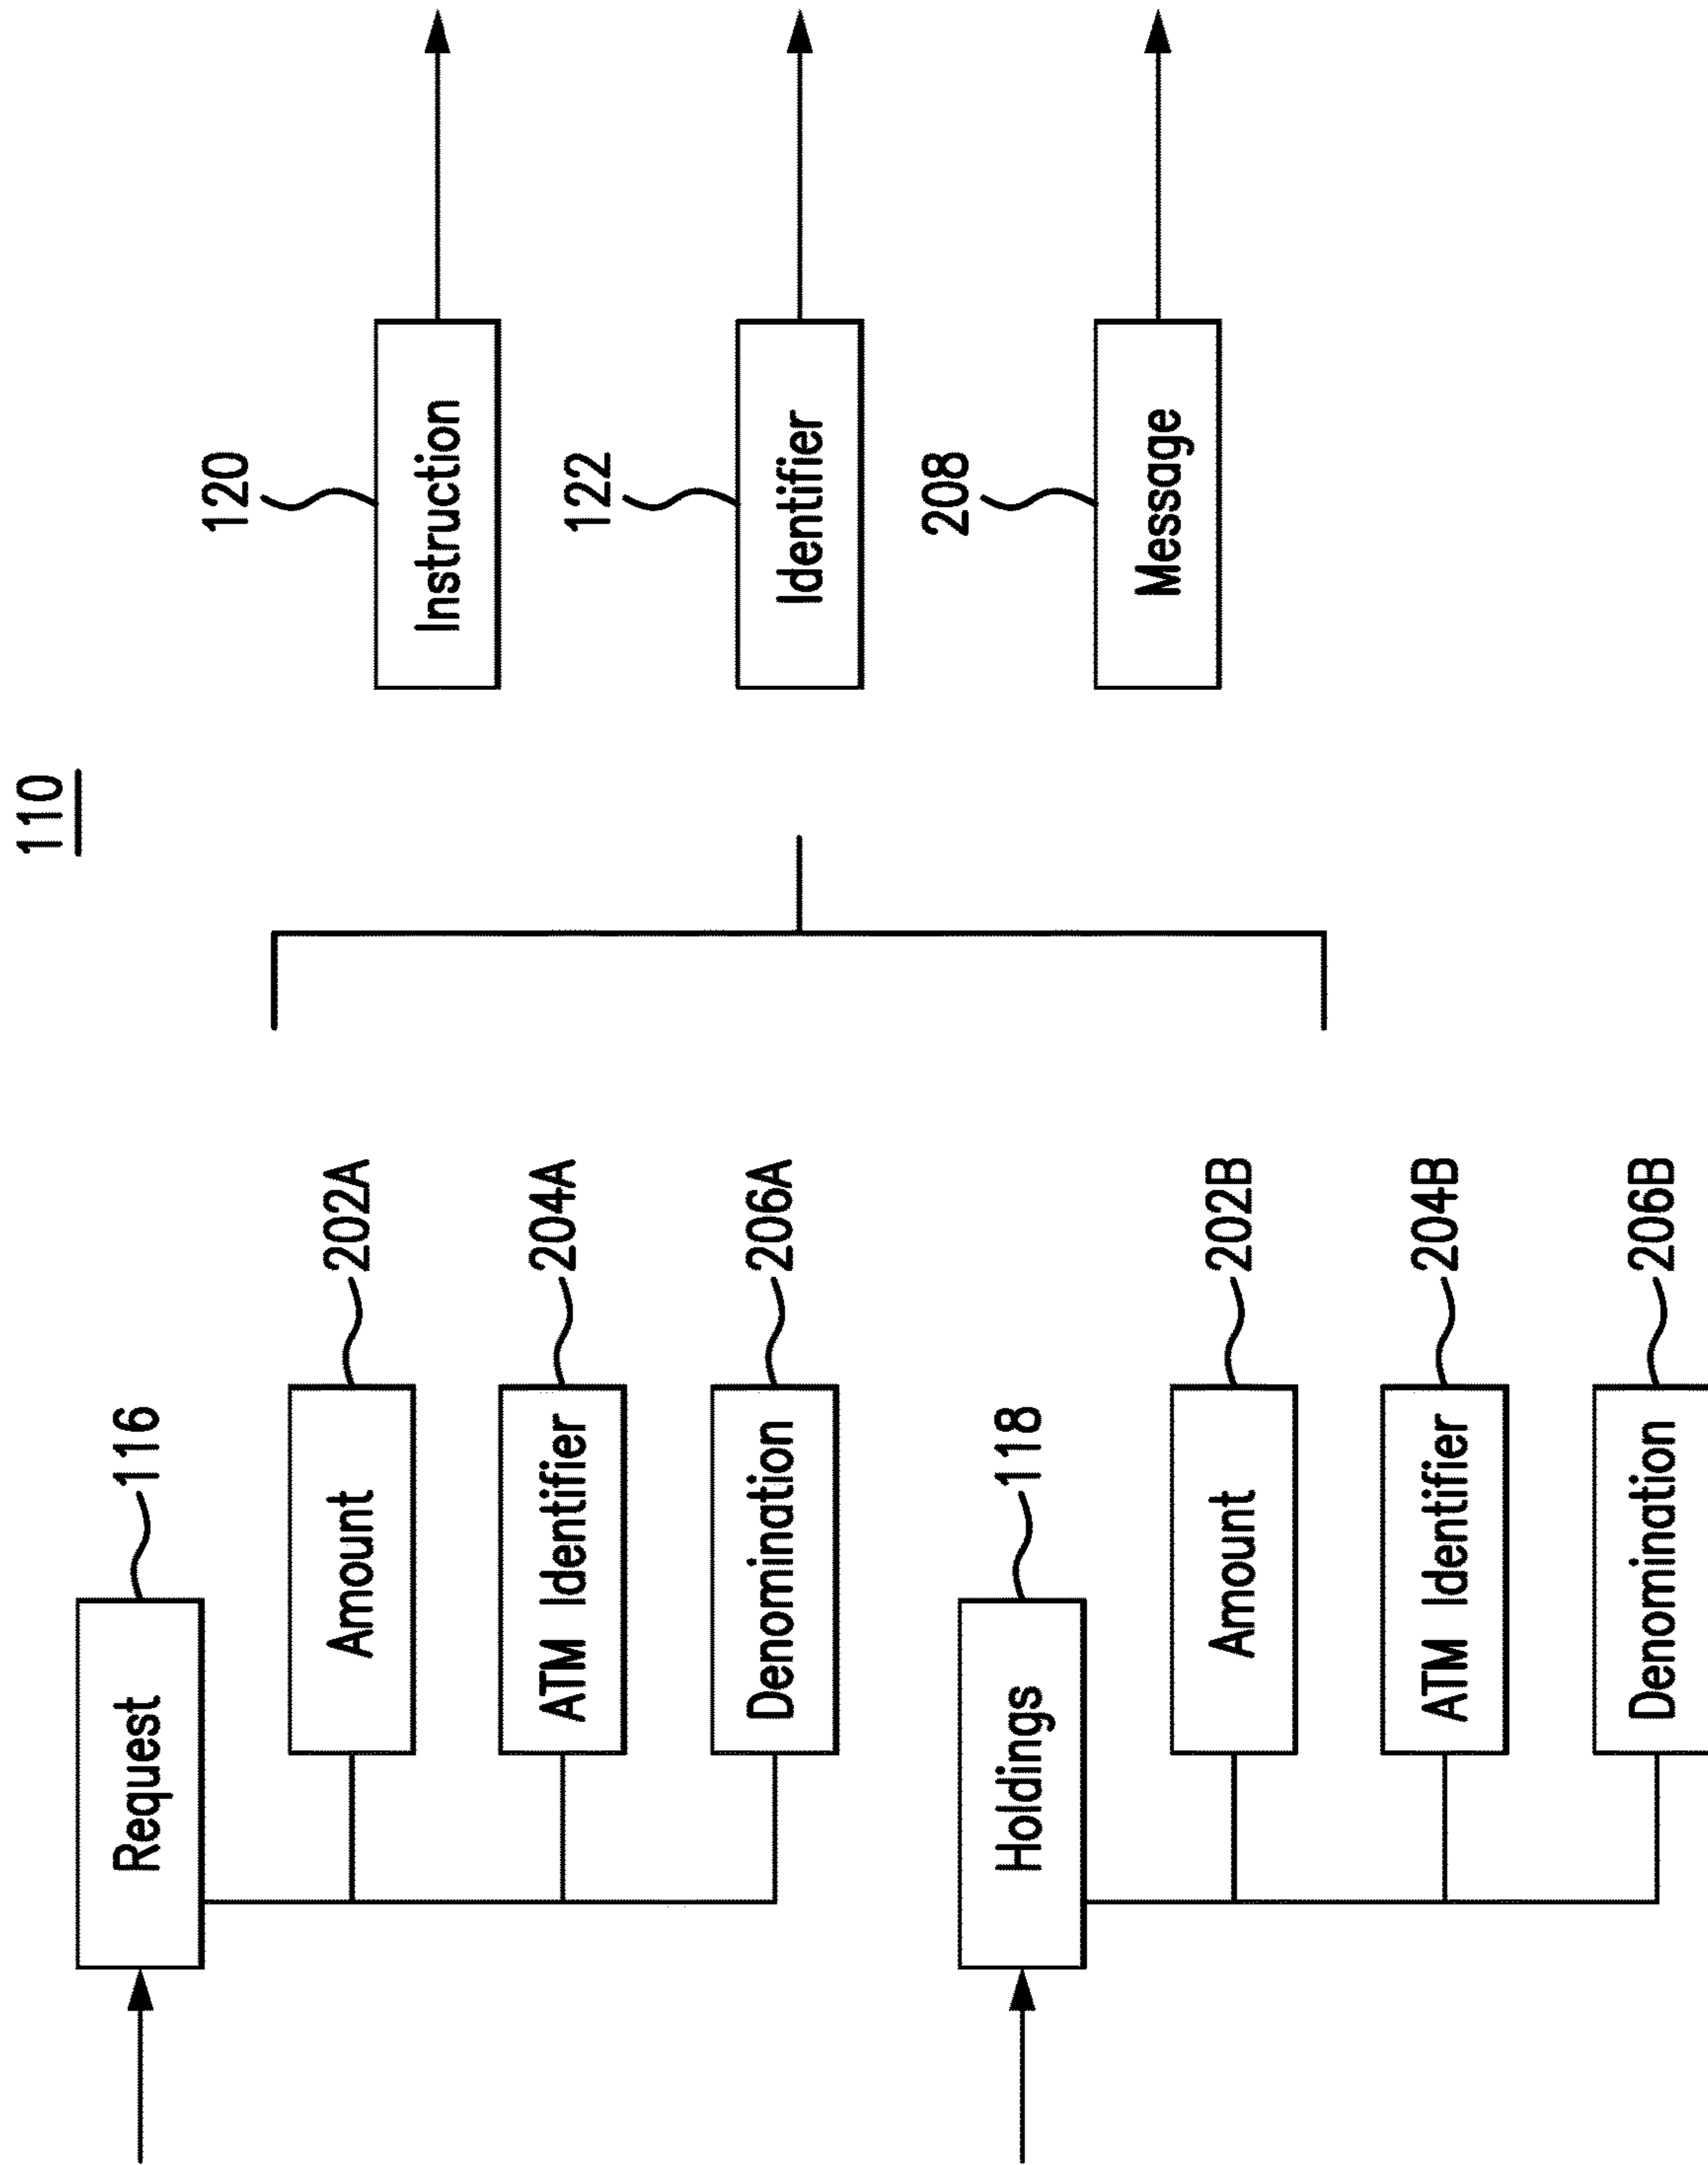 110
Request
116
Amount
202A
ATM Identifier
204A
Denomination
206A
Holdings
118
Amount
202B
ATM Identifier
204B
Denomination
206B
120
Instruction
122
Identifier
208
Message